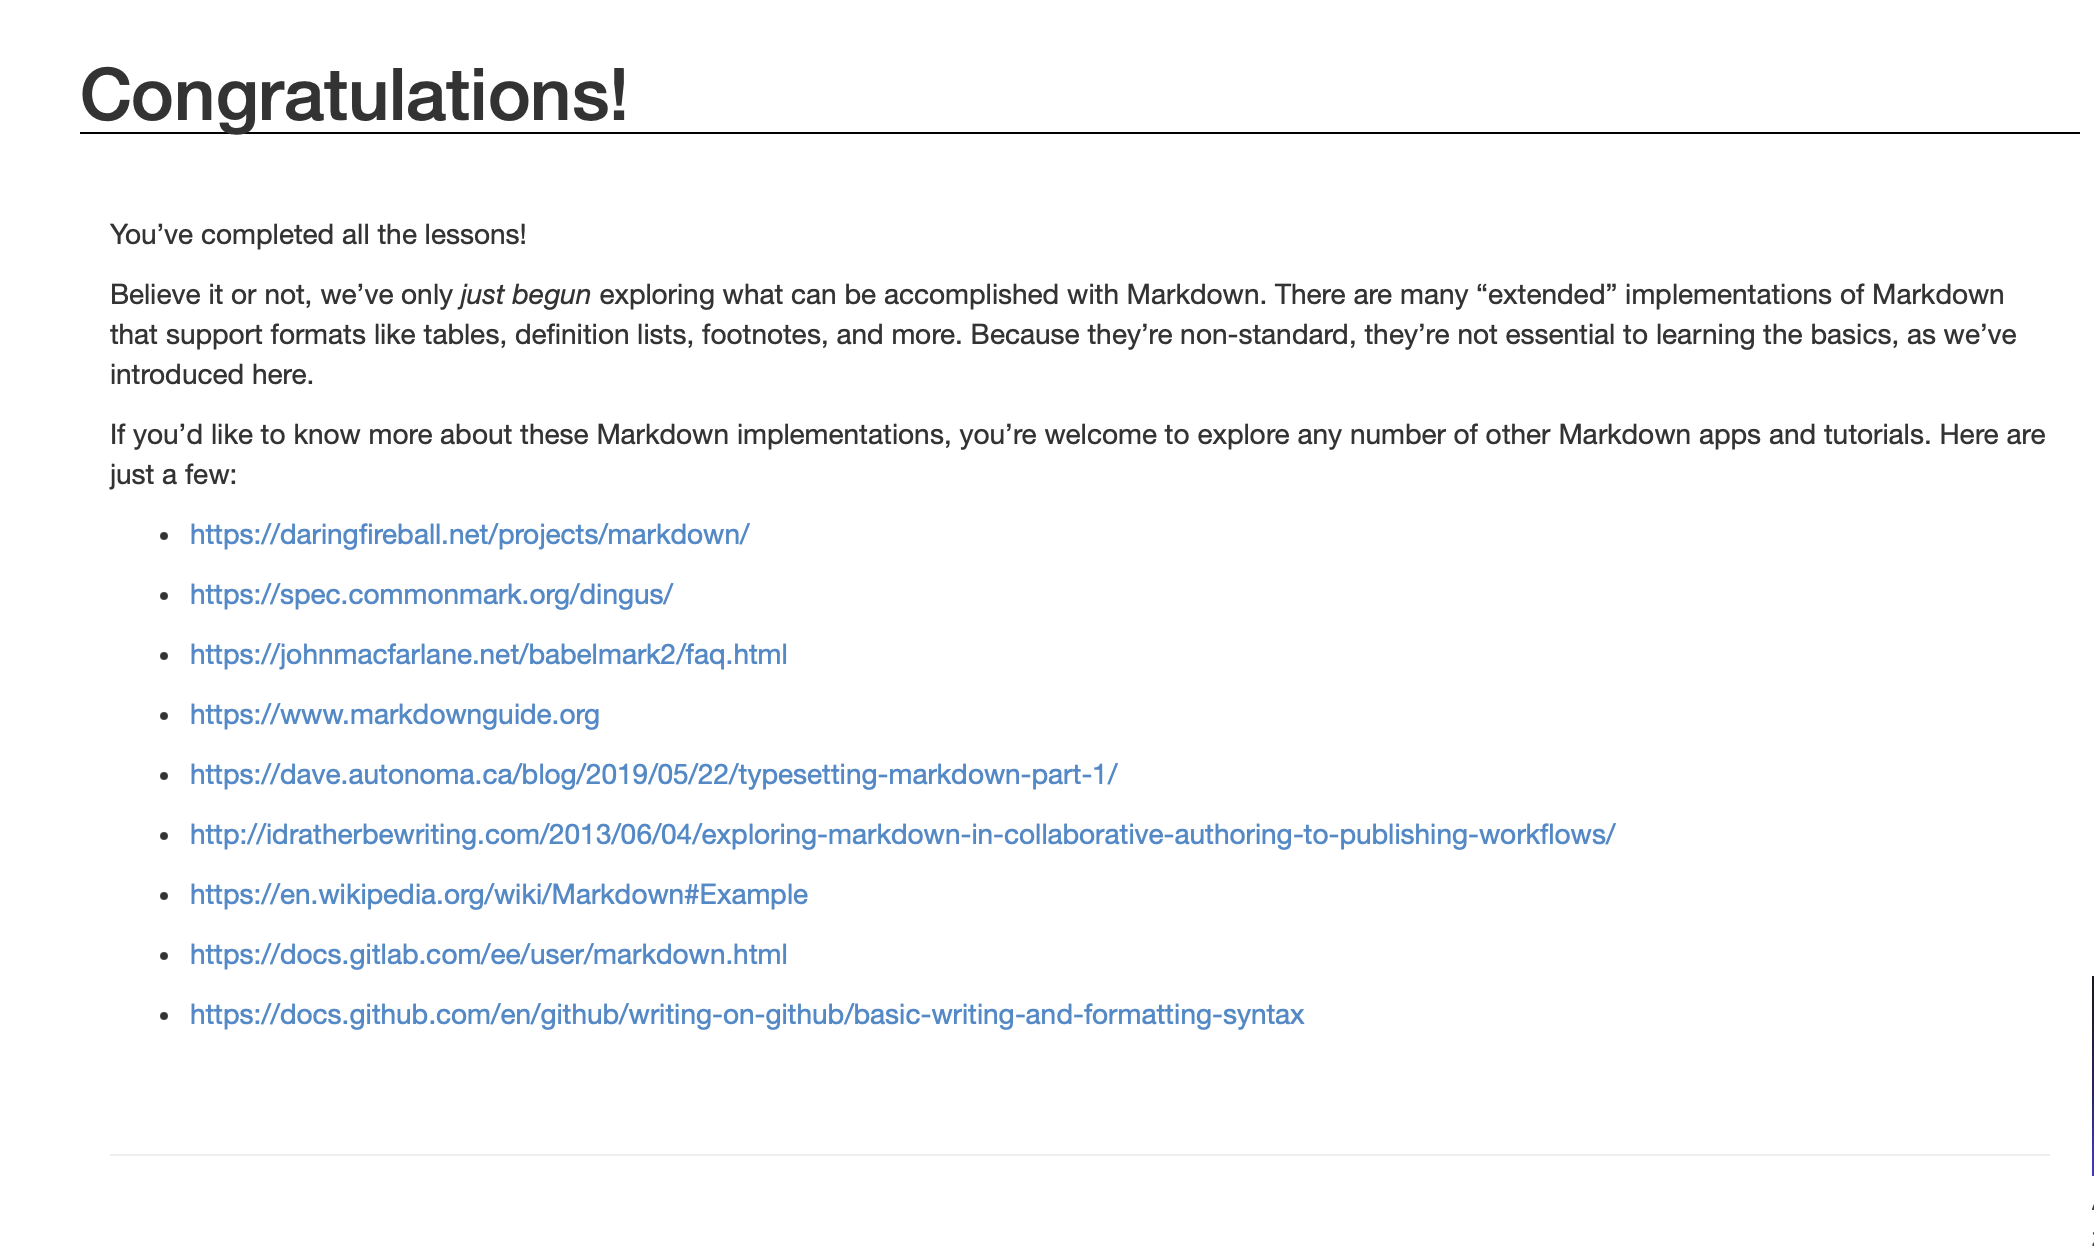 Congratulations!
You’ve completed all the lessons!
Believe it or not, we’ve only just begun exploring what can be accomplished with Markdown. There are many “extended” implementations of Markdown
that support formats like tables, definition lists, footnotes, and more. Because they’re non-standard, they’re not essential to learning the basics, as we’ve
introduced here.
If you’d like to know more about these Markdown implementations, you’re welcome to explore any number of other Markdown apps and tutorials. Here are
just a few:
• https://daringfireball.net/projects/markdown/
• https://spec.commonmark.org/dingus/
• https://johnmacfarlane.net/babelmark2/faq.html
• https://www.markdownguide.org
• https://dave.autonoma.ca/blog/2019/05/22/typesetting-markdown-part-1/
• http://idratherbewriting.com/2013/06/04/exploring-markdown-in-collaborative-authoring-to-publishing-workflows/
• https://en.wikipedia.org/wiki/Markdown#Example
• https://docs.gitlab.com/ee/user/markdown.html
• https://docs.github.com/en/github/writing-on-github/basic-writing-and-formatting-syntax